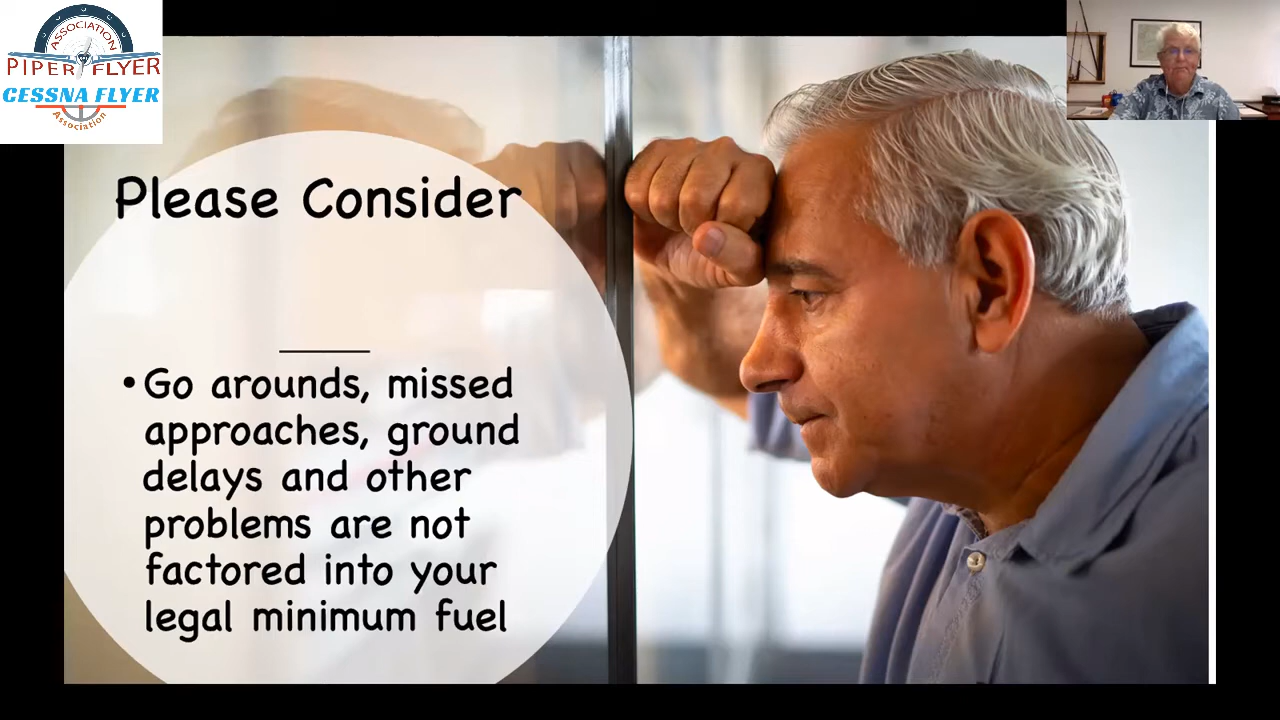 ASSOCIATION
PIPER FLYER
CESSNA FLYER
Association
Please Consider
• Go arounds, missed
approaches, ground
delays and other
problems are not
factored into your
legal minimum fuel